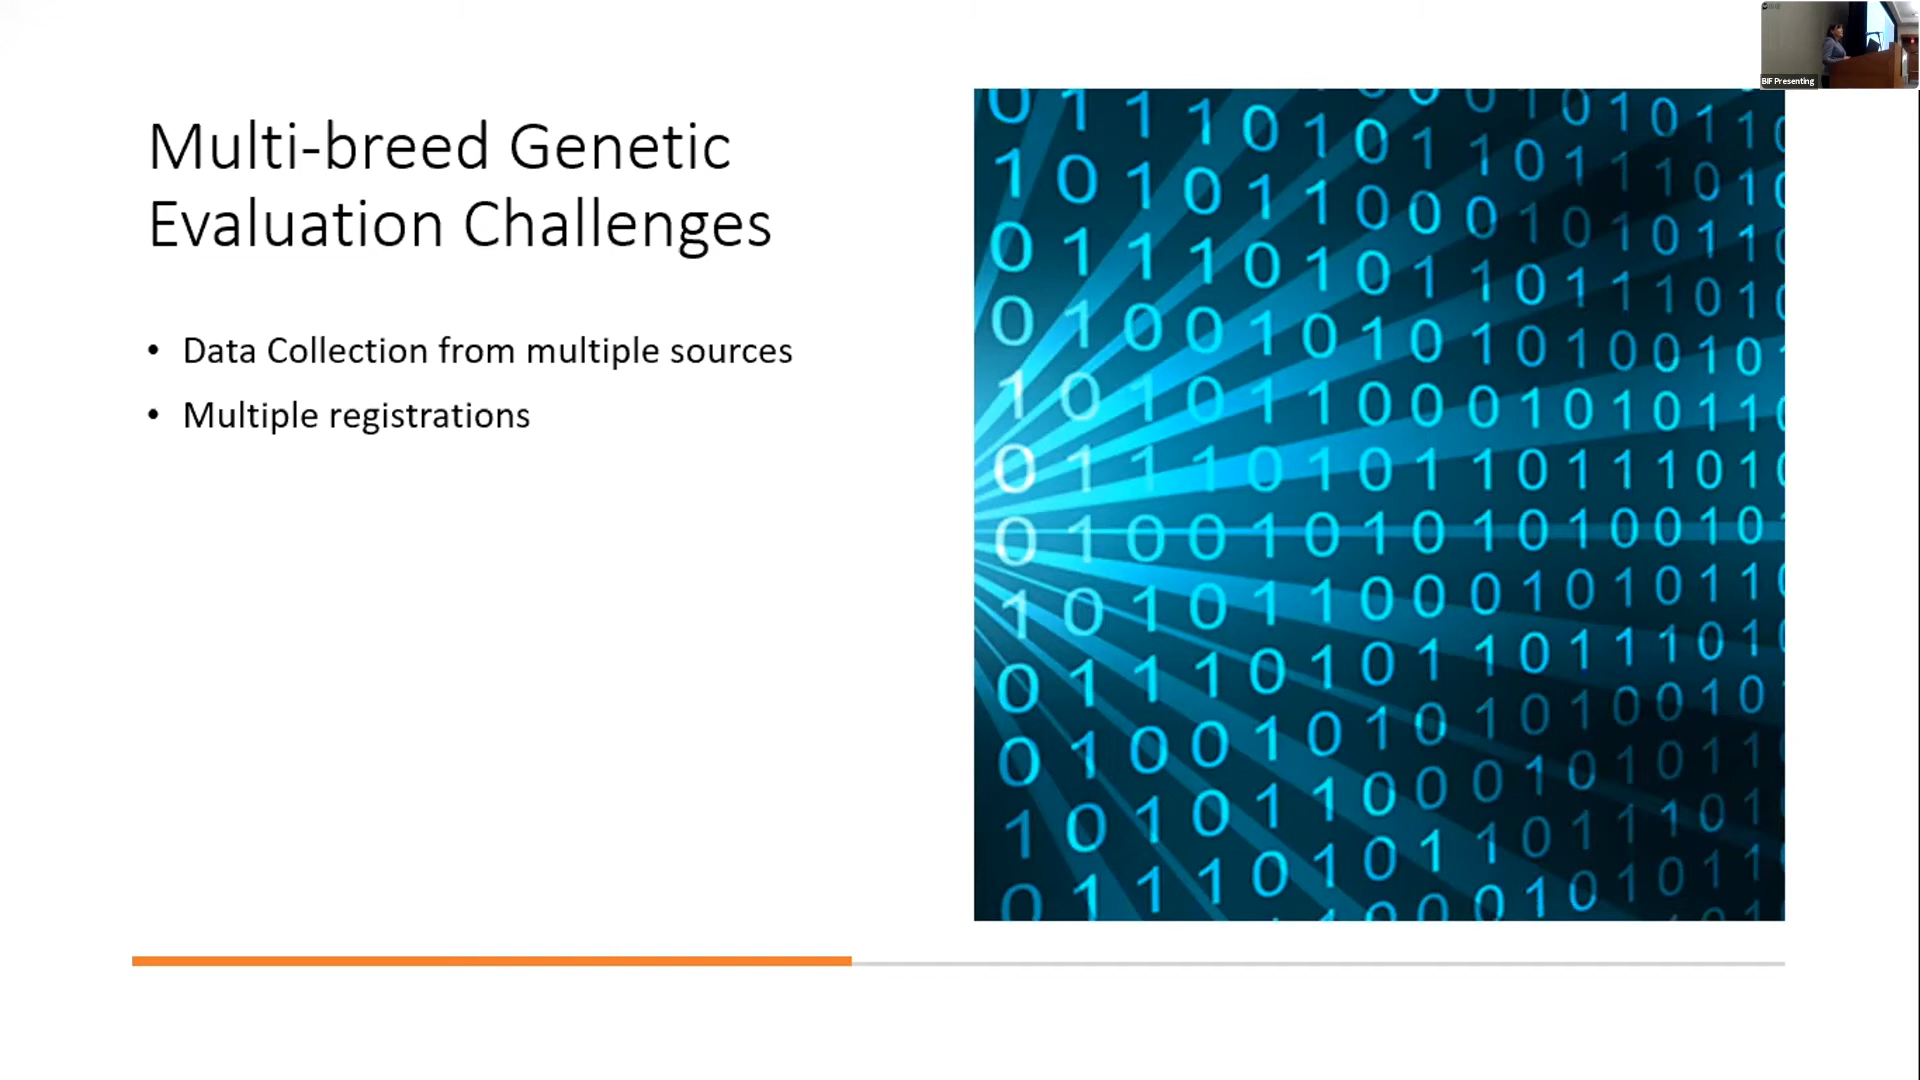 Multi-breed Genetic
Evaluation Challenges
• Data Collection from multiple sources
• Multiple registrations
BIF Presenting